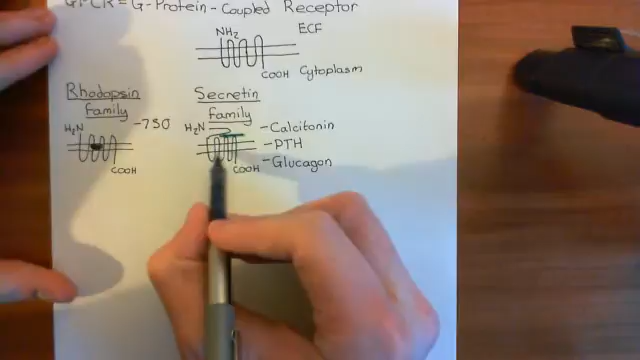 GPCR = G-Protein-Coupled Receptor
NH₂
ECF
COOH Cytoplasm
Rhodopsin
Family
-750
H₂N
COOH
Secretin
Family
H₂N
COOH
-Calcitonin
-PTH
-Glucagon